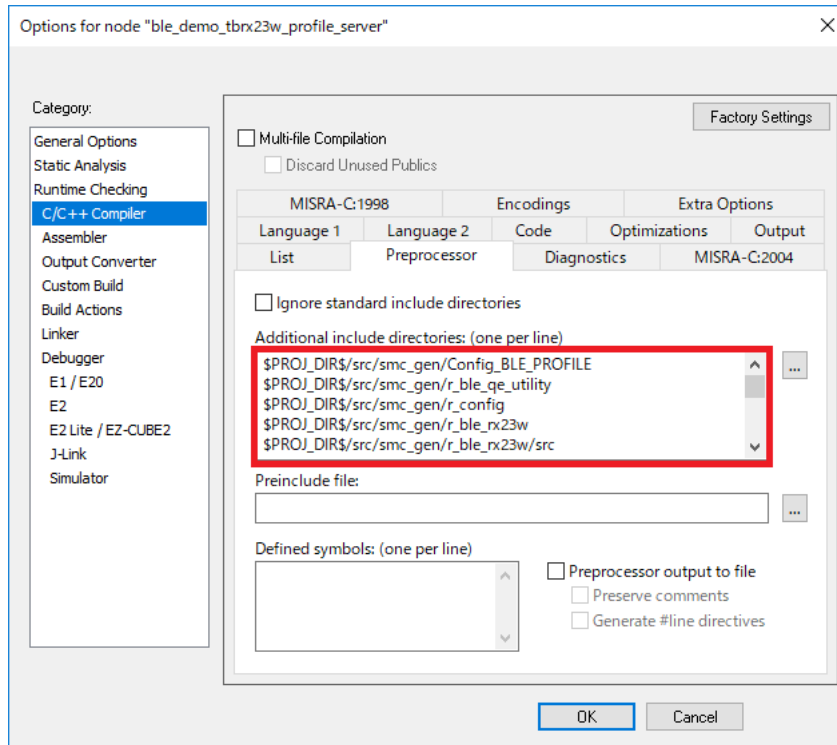 Options for node "ble_demo_tbrx23w_profile_server"
Category:
General Options
Static Analysis
Runtime Checking
C/C++ Compiler
Assembler
Output Converter
Custom Build
Build Actions
Linker
Debugger
E1 / E20
E2
E2 Lite / EZ-CUBE2
J-Link
Simulator
Factory Settings
Multi-file Compilation
Discard Unused Publics
MISRA-C:1998 Encodings Extra Options
Language 1 Language 2 Code Optimizations Output
List Preprocessor Diagnostics MISRA-C:2004
Ignore standard include directories
Additional include directories: (one per line)
$PROJ_DIR$/src/smc_gen/Config_BLE_PROFILE
$PROJ_DIR$/src/smc_gen/r_ble_qe_utility
$PROJ_DIR$/src/smc_gen/r_config
$PROJ_DIR$/src/smc_gen/r_ble_rx23w
$PROJ_DIR$/src/smc_gen/r_ble_rx23w/src
...
Preinclude file:
...
Defined symbols: (one per line)
Preprocessor output to file
Preserve comments
Generate #line directives
OK Cancel